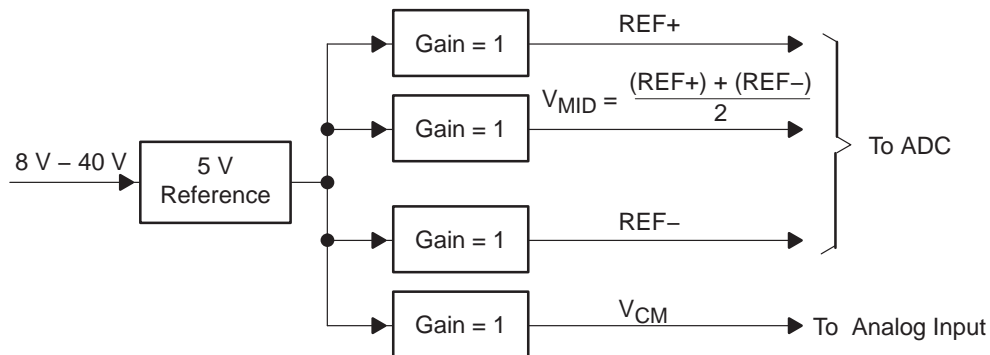 Gain = 1
REF+
V_MID = (REF+) + (REF−)
2
Gain = 1
To ADC
8 V – 40 V
5 V
Reference
Gain = 1
REF−
Gain = 1
V_CM
To Analog Input